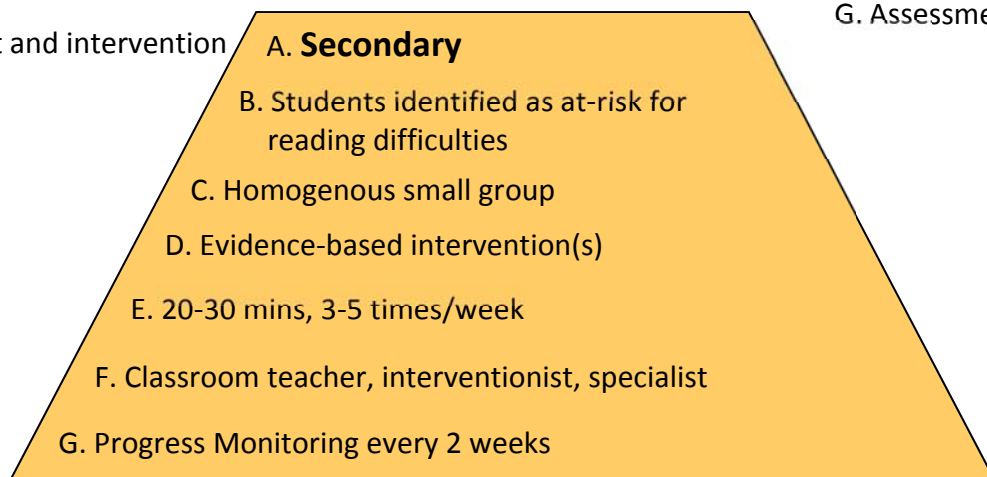 G. Assessme
t and intervention
A. Secondary
B. Students identified as at-risk for
reading difficulties
C. Homogenous small group
D. Evidence-based intervention(s)
E. 20-30 mins, 3-5 times/week
F. Classroom teacher, interventionist, specialist
G. Progress Monitoring every 2 weeks